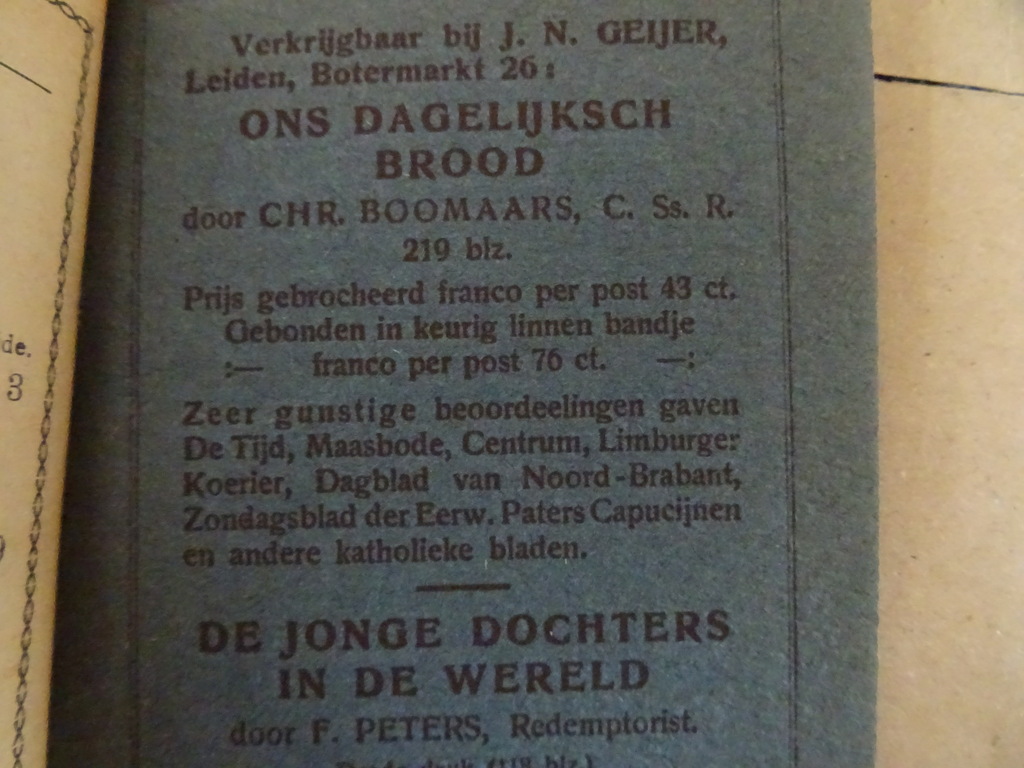 Verkrijgbaar bij J. N. GEIJER,
Leiden, Botermarkt 26:
ONS DAGELIJKSCH
BROOD
door CHR. BOOMAARS, C. Ss. R.
219 blz.
Prijs gebrocheerd franco per post 43 ct.
Gebonden in keurig linnen bandje
:— franco per post 76 ct. —:
Zeer gunstige beoordeelingen gaven
De Tijd, Maasbode, Centrum, Limburger
Koerier, Dagblad van Noord-Brabant,
Zondagsblad der Eerw. Paters Capucijnen
en andere katholieke bladen.
DE JONGE DOCHTERS
IN DE WERELD
door F. PETERS, Redemptorist.
druk (118 blz.)
de.
3